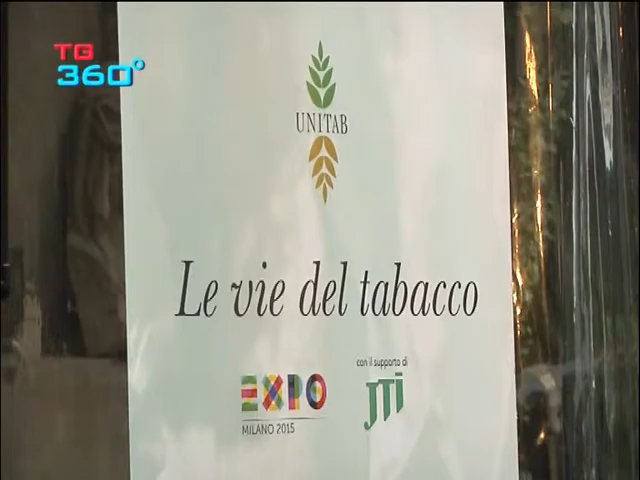 TG
360°
UNITAB
Le vie del tabacco
con il supporto di
EXPO
JTi
MILANO 2015